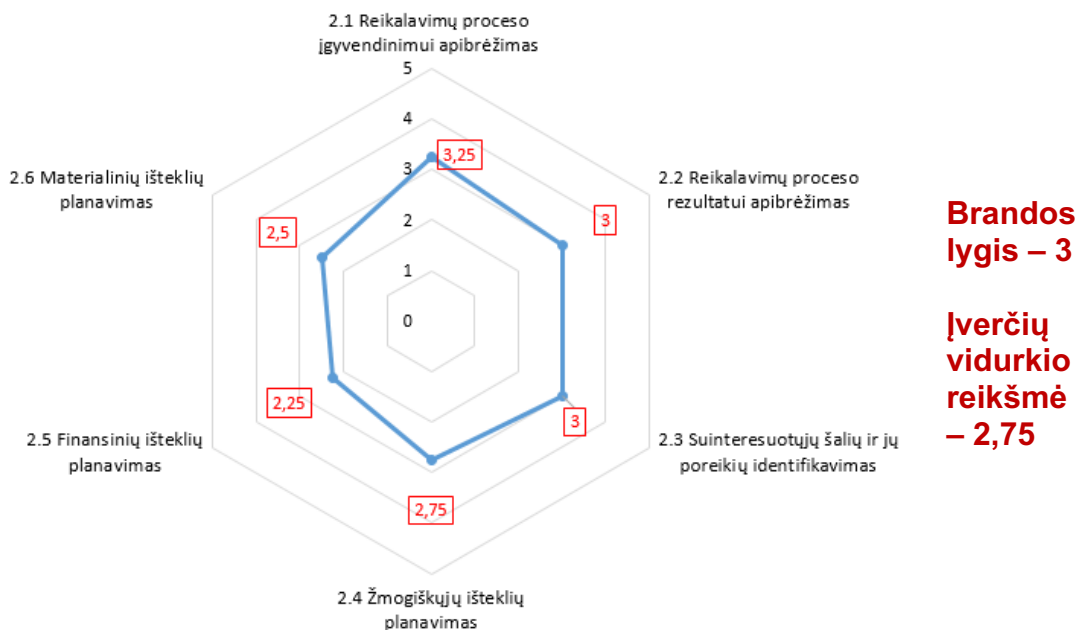 2.1 Reikalavimų proceso
įgyvendinimui apibrėžimas
5
4
3
2
1
0
3,25
2.2 Reikalavimų proceso
rezultatui apibrėžimas
3
2.3 Suinteresuotųjų šalių ir jų
poreikių identifikavimas
3
2.4 Žmogiškųjų išteklių
planavimas
2,75
2.5 Finansinių išteklių
planavimas
2,25
2.6 Materialinių išteklių
planavimas
2,5
Brandos
lygis – 3
Įverčių
vidurkio
reikšmė
– 2,75